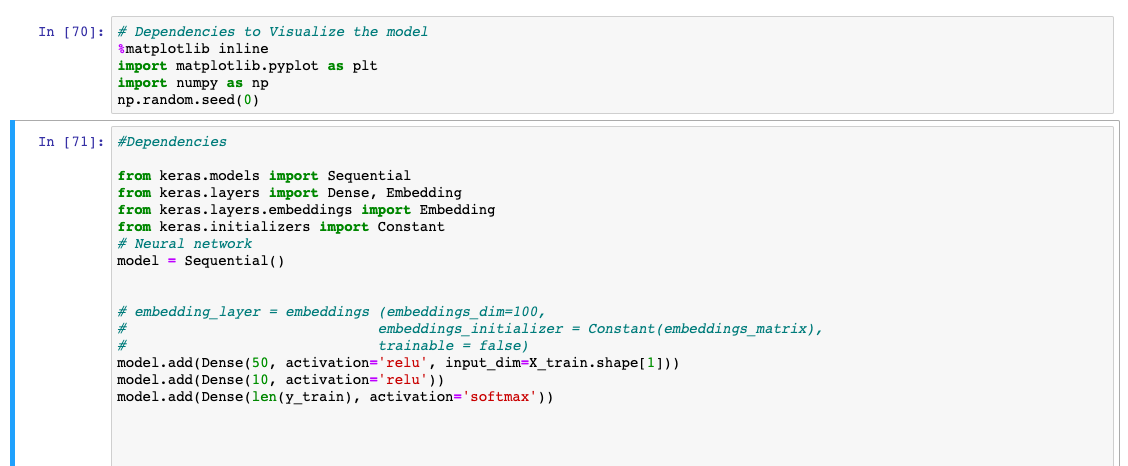 In [70]: # Dependencies to Visualize the model
%matplotlib inline
import matplotlib.pyplot as plt
import numpy as np
np.random.seed(0)
In [71]: #Dependencies
from keras.models import Sequential
from keras.layers import Dense, Embedding
from keras.layers.embeddings import Embedding
from keras.initializers import Constant
# Neural network
model = Sequential()
# embedding_layer = embeddings (embeddings_dim=100,
#                              embeddings_initializer = Constant(embeddings_matrix),
#                              trainable = false)
model.add(Dense(50, activation='relu', input_dim=X_train.shape[1]))
model.add(Dense(10, activation='relu'))
model.add(Dense(len(y_train), activation='softmax'))